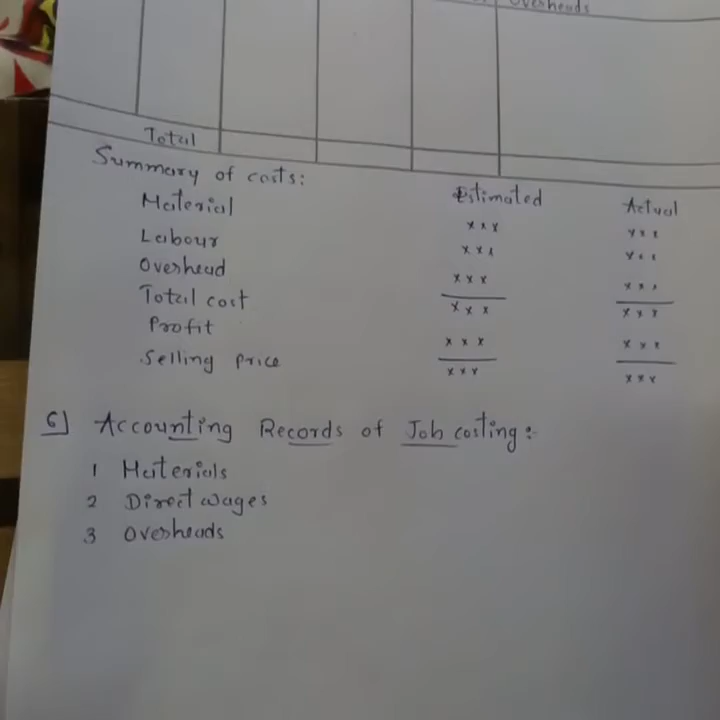 Overheads
Total
Summary of costs:
Estimated Actual
Material xxx xxx
Labour xxx xxx
Overhead xxx xxx
Total cost xxx xxx
Profit xxx xxx
Selling price xxx xxx
6) Accounting Records of Job costing:-
1 Materials
2 Direct wages
3 Overheads